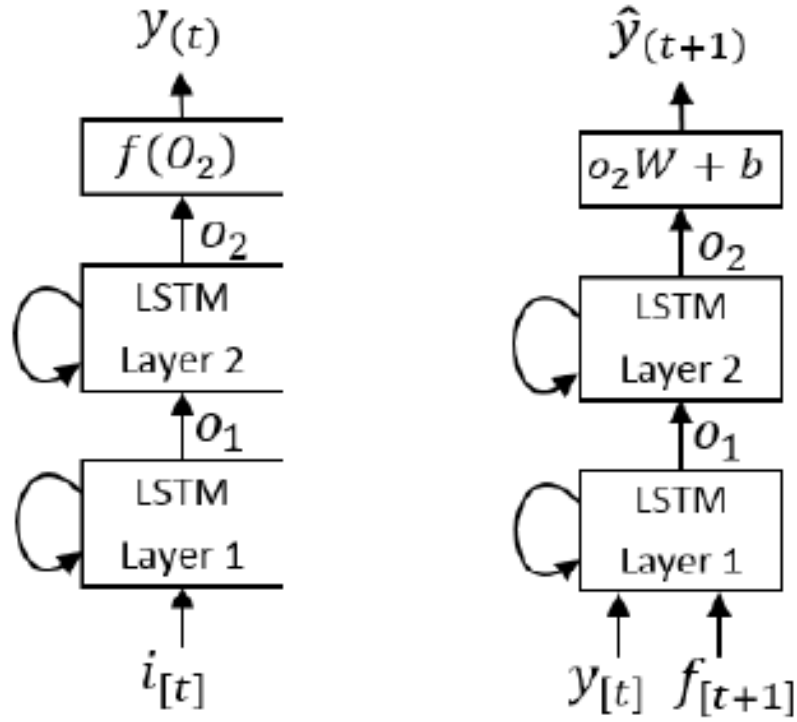 y(t)
f(O₂)
o₂
LSTM
Layer 2
o₁
LSTM
Layer 1
i[t]
ŷ(t+1)
o₂W + b
o₂
LSTM
Layer 2
o₁
LSTM
Layer 1
y[t] f[t+1]